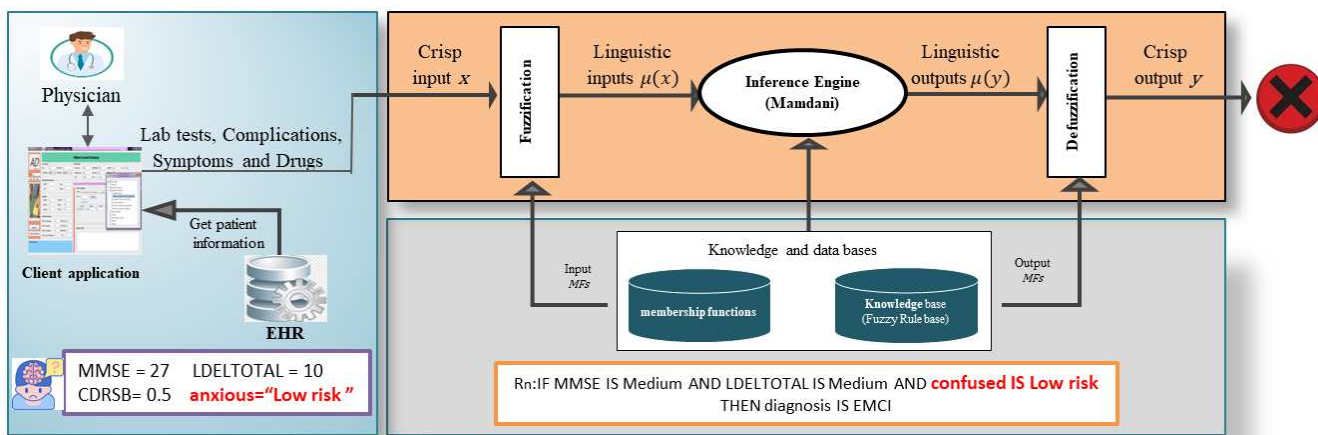 Physician
Lab tests, Complications,
Symptoms and Drugs
AD
Get patient
information
Client application
EHR
?
MMSE = 27 LDELTOTAL = 10
CDRSB= 0.5 anxious="Low risk "
Crisp
input x
Fuzzification
Linguistic
inputs μ(x)
Inference Engine
(Mamdani)
Linguistic
outputs μ(y)
Defuzzification
Crisp
output y
Knowledge and data bases
Input
MFs
membership functions
Knowledge base
(Fuzzy Rule base)
Output
MFs
Rn:IF MMSE IS Medium AND LDELTOTAL IS Medium AND confused IS Low risk
THEN diagnosis IS EMCI